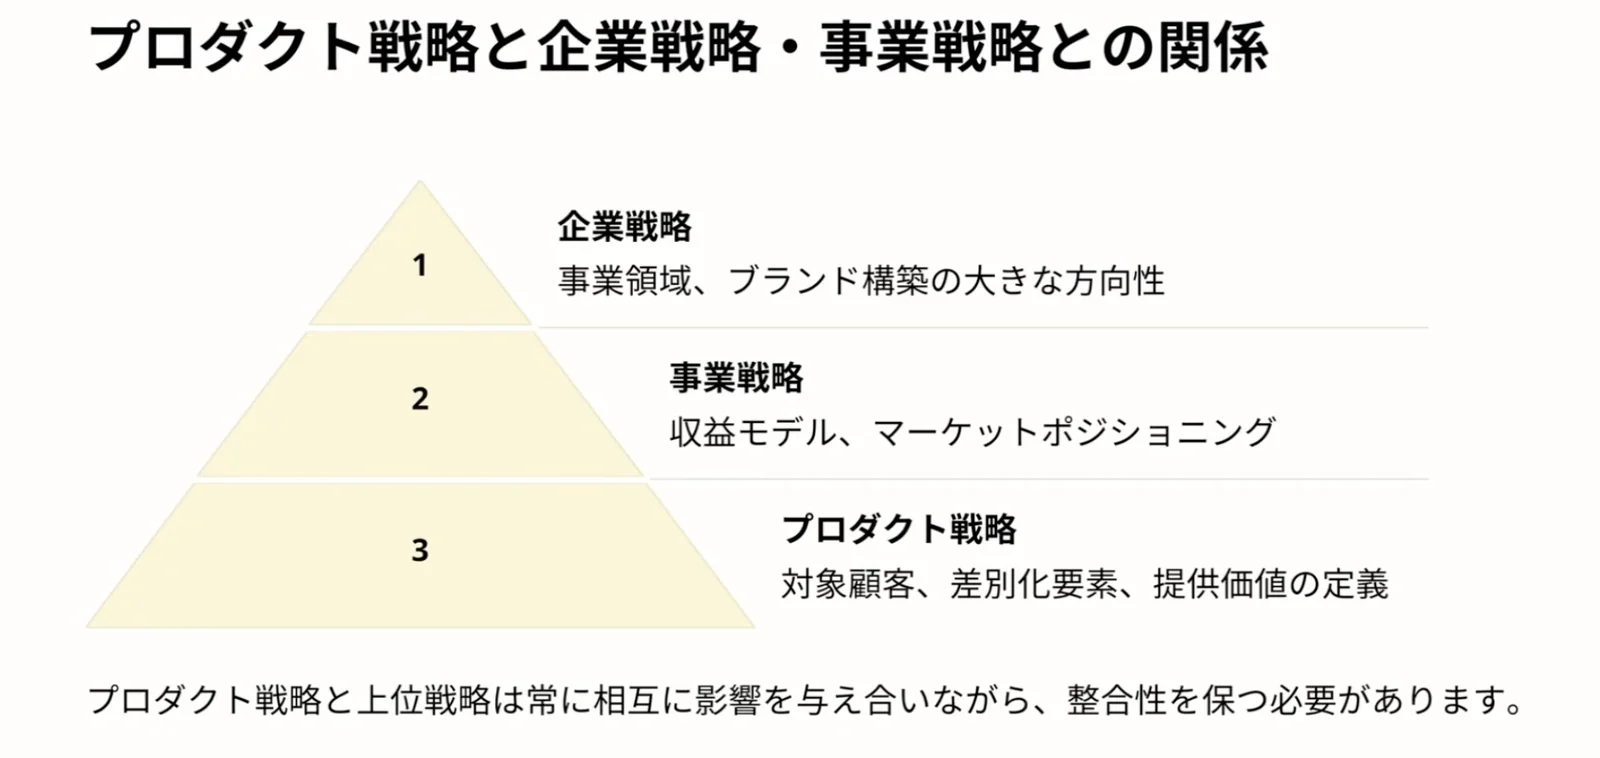 プロダクト戦略と企業戦略・事業戦略との関係
1
企業戦略
事業領域、ブランド構築の大きな方向性
2
事業戦略
収益モデル、マーケットポジショニング
3
プロダクト戦略
対象顧客、差別化要素、提供価値の定義
プロダクト戦略と上位戦略は常に相互に影響を与え合いながら、整合性を保つ必要があります。